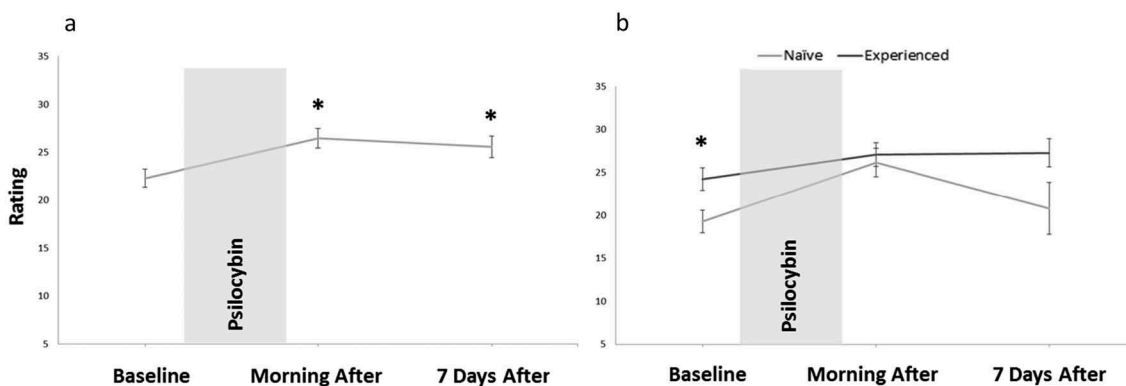 a
35
30
25
20
15
10
5
Rating
*
*
Psilocybin
Baseline
Morning After
7 Days After
b
Naïve
Experienced
35
30
25
20
15
10
5
*
Psilocybin
Baseline
Morning After
7 Days After